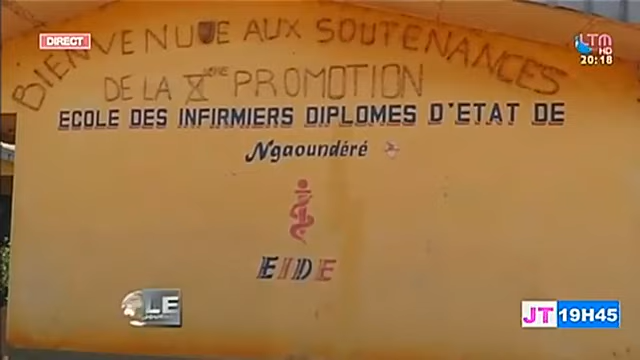 DIRECT
LTM
HD
20:18
BIENVENUE AUX SOUTENANCES
DE LA Xème PROMOTION
ECOLE DES INFIRMIERS DIPLOMES D'ETAT DE
Ngaoundéré
EIDE
LE
JOURNAL
JT 19H45